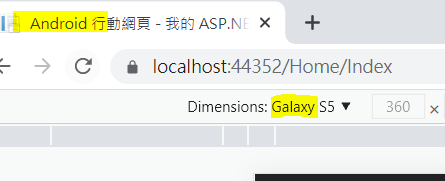 Android 行動網頁 - 我的 ASP.NE
localhost:44352/Home/Index
Dimensions: Galaxy S5 ▼ 360 ×